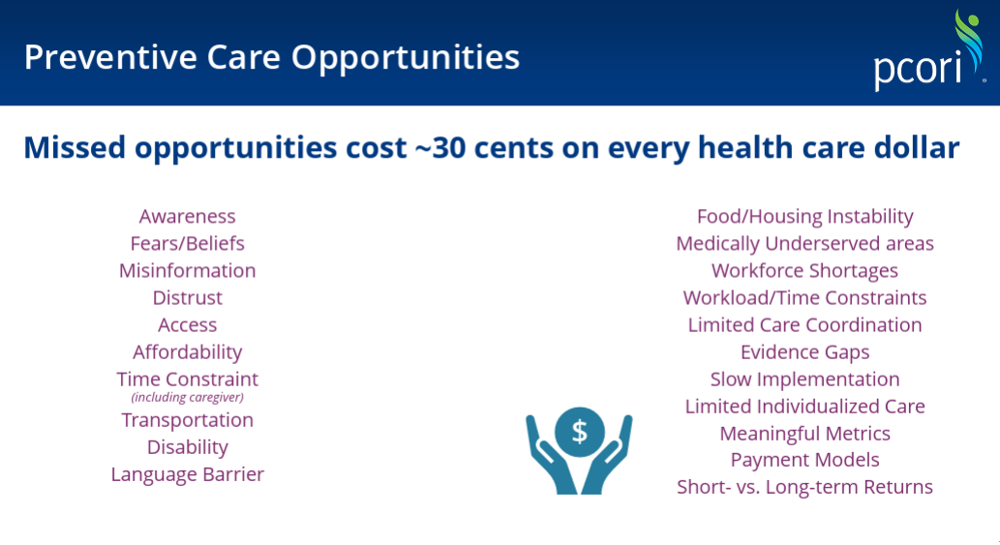 Preventive Care Opportunities
pcori
®
Missed opportunities cost ~30 cents on every health care dollar
Awareness
Fears/Beliefs
Misinformation
Distrust
Access
Affordability
Time Constraint
(including caregiver)
Transportation
Disability
Language Barrier
$
Food/Housing Instability
Medically Underserved areas
Workforce Shortages
Workload/Time Constraints
Limited Care Coordination
Evidence Gaps
Slow Implementation
Limited Individualized Care
Meaningful Metrics
Payment Models
Short- vs. Long-term Returns